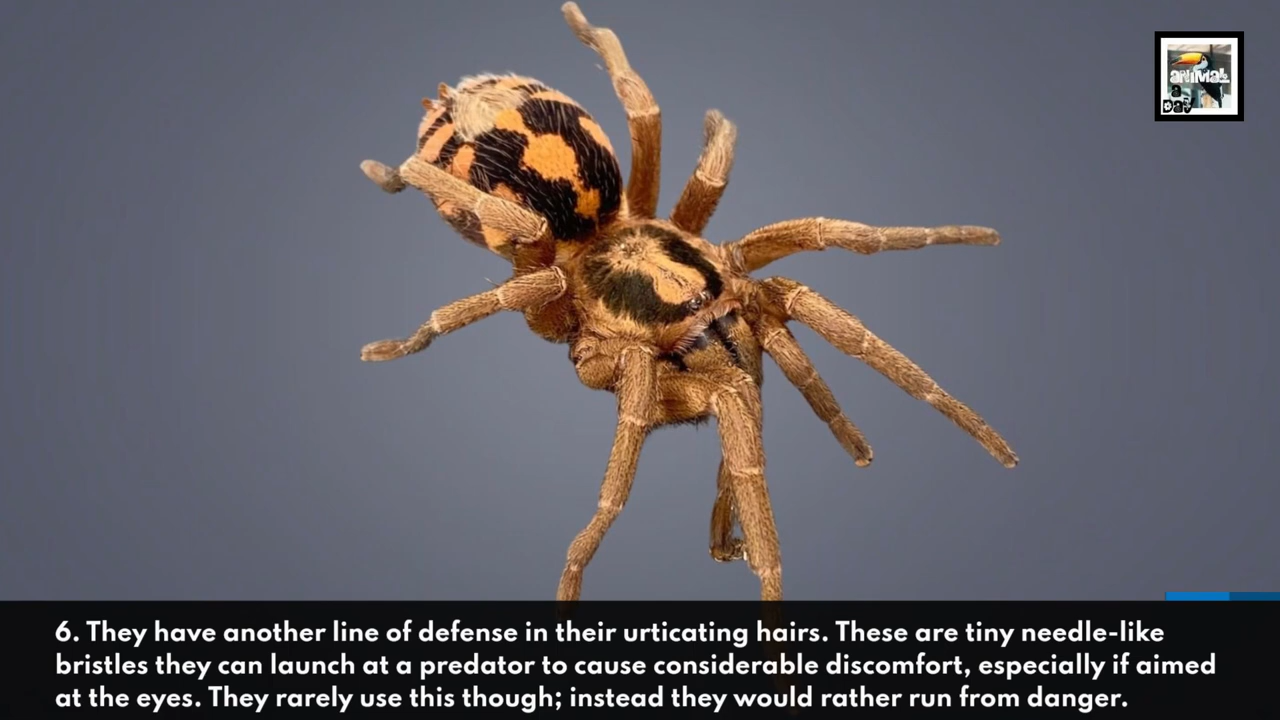 aNiMaL
a
Day
6. They have another line of defense in their urticating hairs. These are tiny needle-like
bristles they can launch at a predator to cause considerable discomfort, especially if aimed
at the eyes. They rarely use this though; instead they would rather run from danger.